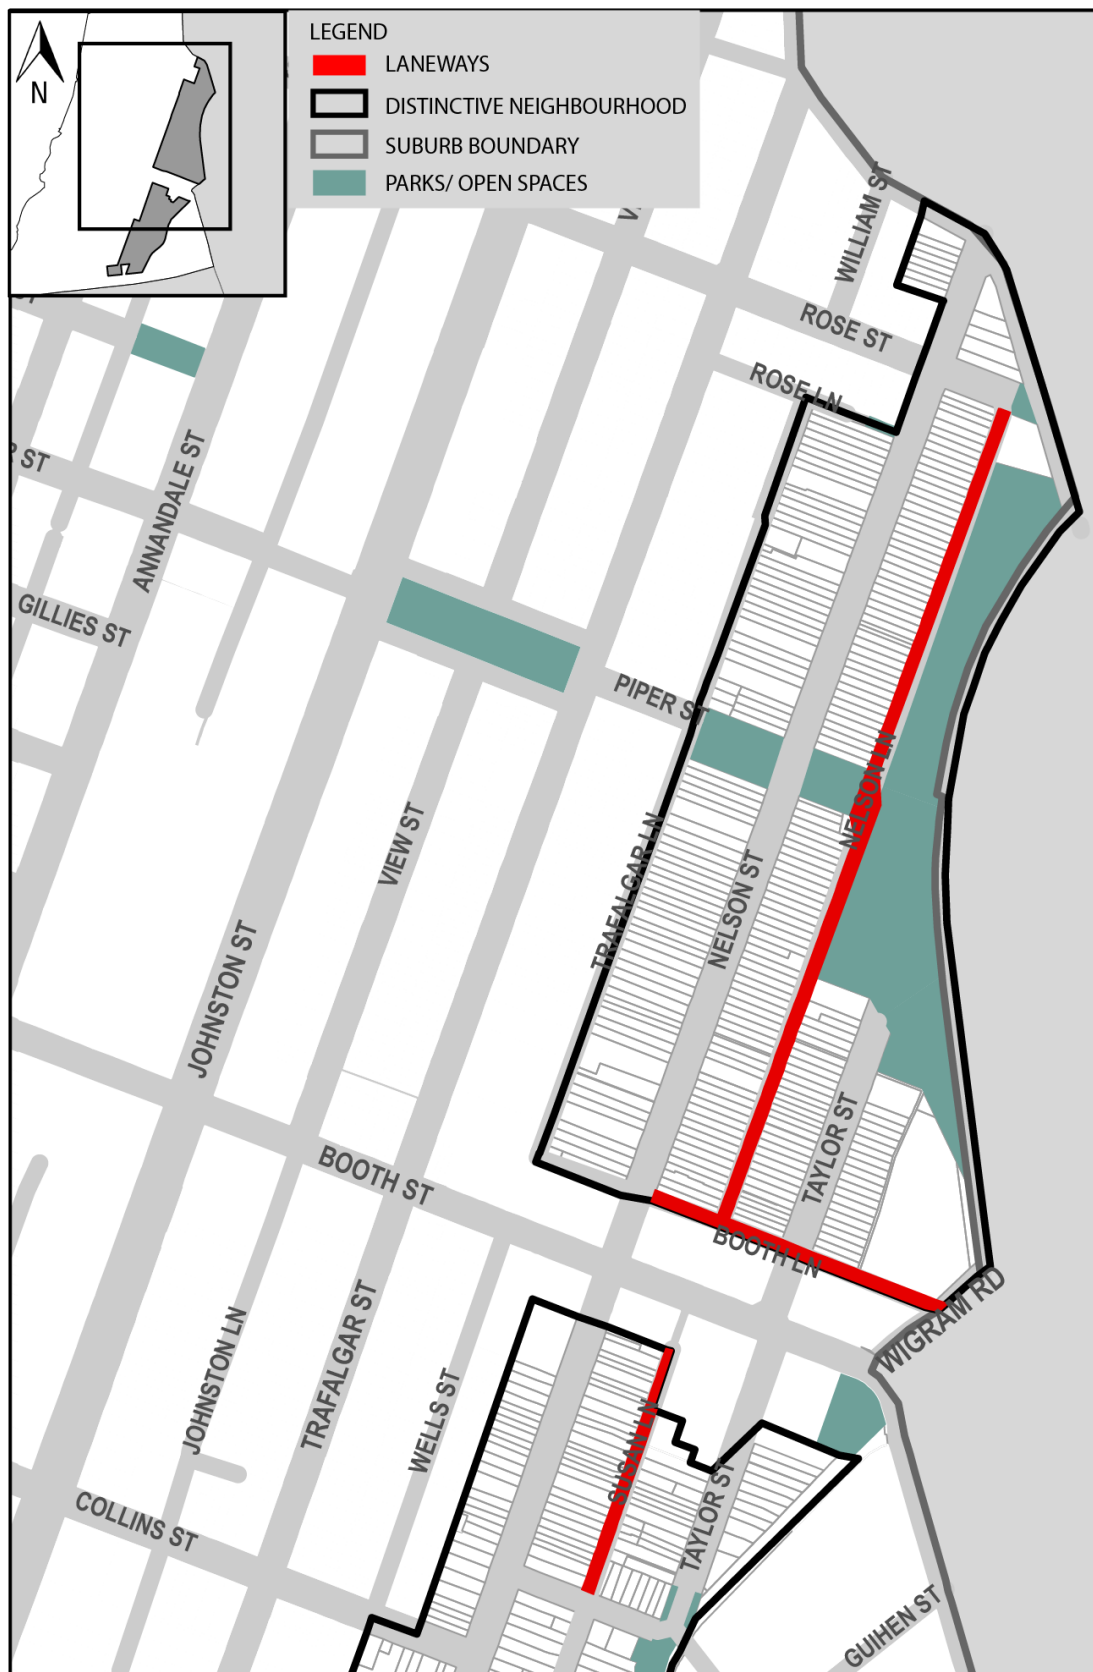 N
LEGEND
LANEWAYS
DISTINCTIVE NEIGHBOURHOOD
SUBURB BOUNDARY
PARKS/ OPEN SPACES
WILLIAM ST
ROSE ST
ROSE LN
ST
ANNANDALE ST
GILLIES ST
PIPER ST
NELSON LN
TRAFALGAR LN
VIEW ST
NELSON ST
JOHNSTON ST
TAYLOR ST
BOOTH ST
BOOTH LN
WIGRAM RD
JOHNSTON LN
TRAFALGAR ST
WELLS ST
SUSAN LN
TAYLOR ST
COLLINS ST
GUIHEN ST